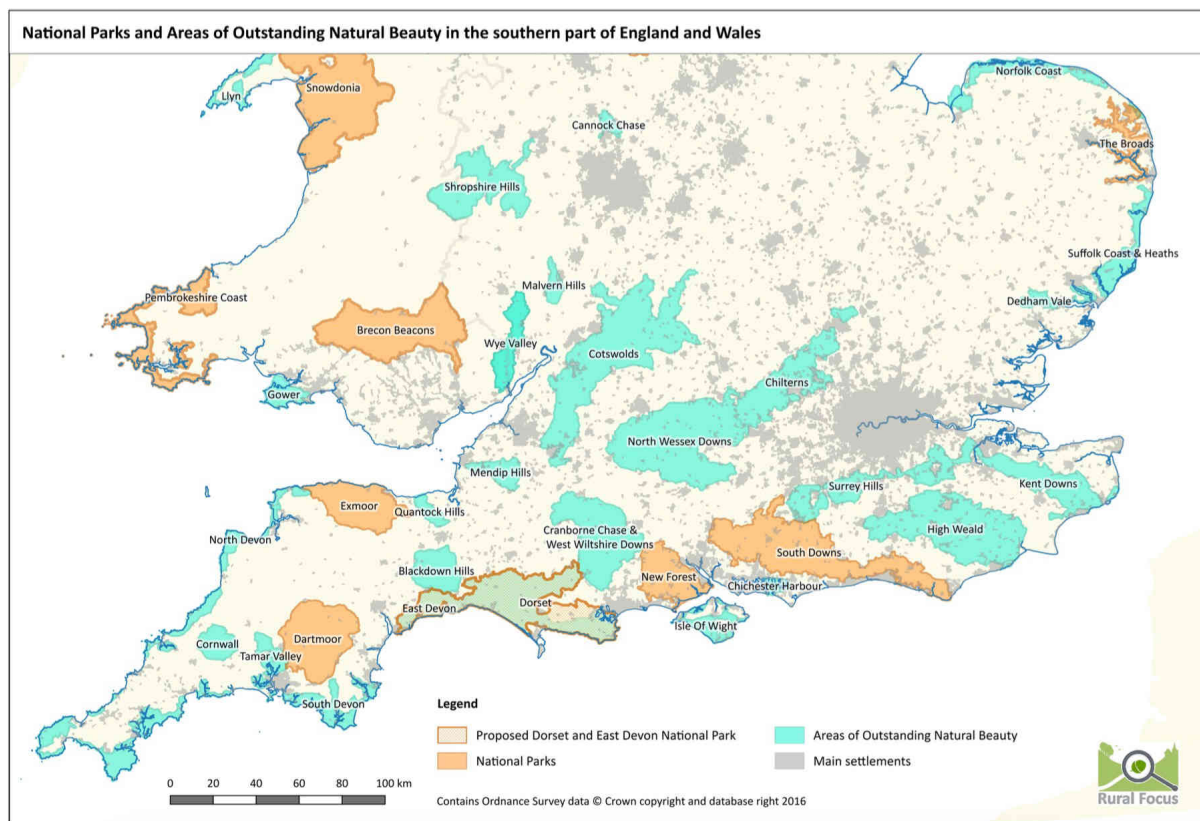 National Parks and Areas of Outstanding Natural Beauty in the southern part of England and Wales
Norfolk Coast
Snowdonia
Llyn
Cannock Chase
The Broads
Shropshire Hills
Suffolk Coast & Heaths
Malvern Hills
Pembrokeshire Coast
Dedham Vale
Brecon Beacons
Wye Valley
Cotswolds
Chilterns
Gower
North Wessex Downs
Mendip Hills
Surrey Hills
Kent Downs
Exmoor
Quantock Hills
Cranborne Chase &
West Wiltshire Downs
High Weald
North Devon
South Downs
Blackdown Hills
New Forest
Chichester Harbour
Dorset
East Devon
Isle Of Wight
Dartmoor
Cornwall
Tamar Valley
South Devon
Legend
Proposed Dorset and East Devon National Park
Areas of Outstanding Natural Beauty
National Parks
Main settlements
0 20 40 60 80 100 km
Contains Ordnance Survey data © Crown copyright and database right 2016
Rural Focus